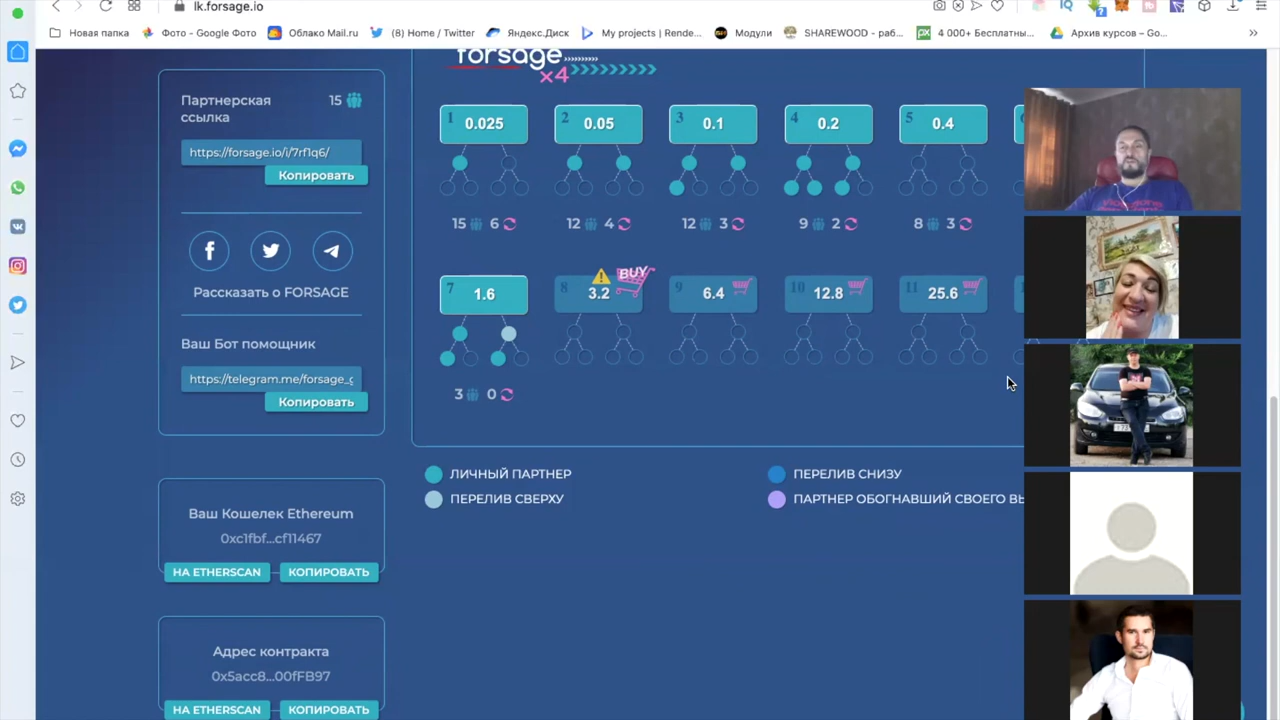 lk.forsage.io
Новая папка
Фото - Google Фото
Облако Mail.ru
(8) Home / Twitter
Яндекс.Диск
My projects | Rende...
Модули
SHAREWOOD - раб...
4 000+ Бесплатны...
Архив курсов – Go...
Партнерская 15
ссылка
https://forsage.io/i/7rf1q6/
Копировать
Рассказать о FORSAGE
Ваш Бот помощник
https://telegram.me/forsage_g
Копировать
Ваш Кошелек Ethereum
0xc1fbf...cf11467
НА ETHERSCAN КОПИРОВАТЬ
Адрес контракта
0x5acc8...00fFB97
НА ETHERSCAN КОПИРОВАТЬ
forsage
x4
1 0.025 2 0.05 3 0.1 4 0.2 5 0.4
15 6 12 4 12 3 9 2 8 3
BUY
7 1.6 8 3.2 9 6.4 10 12.8 11 25.6
3 0
ЛИЧНЫЙ ПАРТНЕР ПЕРЕЛИВ СНИЗУ
ПЕРЕЛИВ СВЕРХУ ПАРТНЕР ОБОГНАВШИЙ СВОЕГО ВЫ